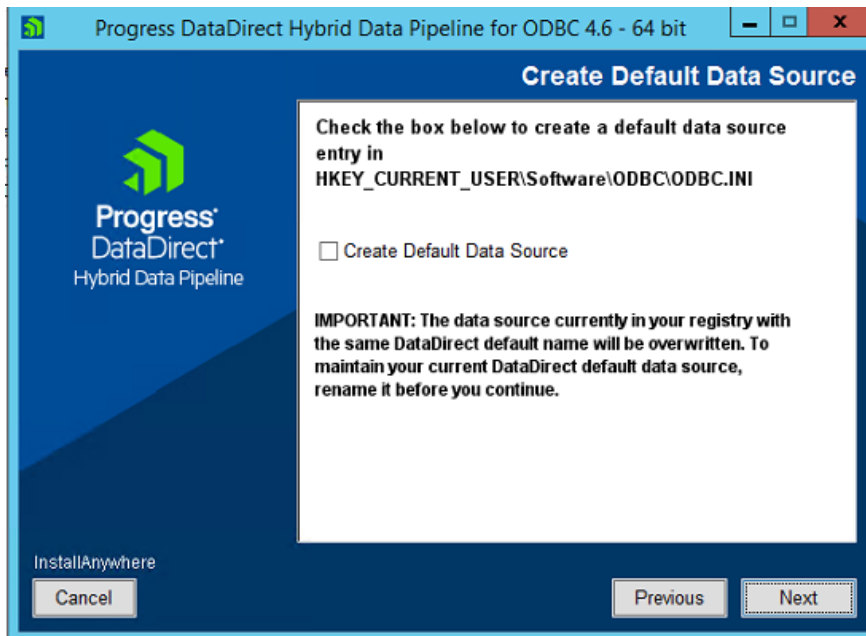 Progress DataDirect Hybrid Data Pipeline for ODBC 4.6 - 64 bit
Create Default Data Source
Progress
DataDirect
Hybrid Data Pipeline
Check the box below to create a default data source
entry in
HKEY_CURRENT_USER\Software\ODBC\ODBC.INI
Create Default Data Source
IMPORTANT: The data source currently in your registry with
the same DataDirect default name will be overwritten. To
maintain your current DataDirect default data source,
rename it before you continue.
InstallAnywhere
Cancel
Previous
Next